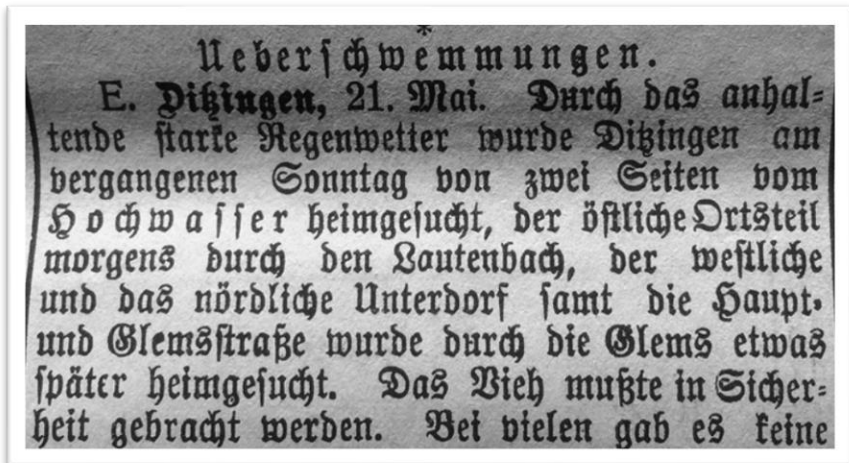 *
Ueberschwemmungen.
E. Ditzingen, 21. Mai. Durch das anhal-
tende starke Regenwetter wurde Ditzingen am
vergangenen Sonntag von zwei Seiten vom
Hochwasser heimgesucht, der östliche Ortsteil
morgens durch den Lautenbach, der westliche
und das nördliche Unterdorf samt die Haupt-
und Glemsstraße wurde durch die Glems etwas
später heimgesucht. Das Vieh mußte in Sicher-
heit gebracht werden. Bei vielen gab es keine